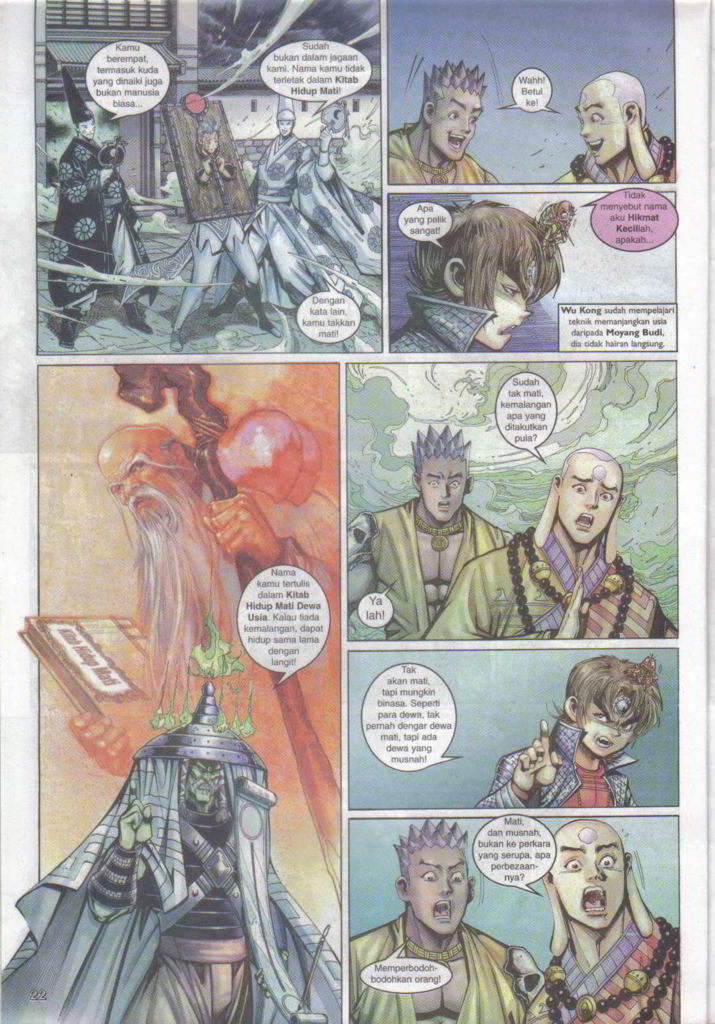 Kamu
berempat,
termasuk kuda
yang dinaiki juga
bukan manusia
biasa...
Sudah
bukan dalam jagaan
kami. Nama kamu tidak
terletak dalam Kitab
Hidup Mati!
Dengan
kata lain,
kamu takkan
mati!
Wahh!
Betul
ke!
Apa
yang pelik
sangat!
Tidak
menyebut nama
aku Hikmat
Kecillah,
apakah...
Wu Kong sudah mempelajari
teknik memanjangkan usia
daripada Moyang Budi,
dia tidak hairan langsung.
Nama
kamu tertulis
dalam Kitab
Hidup Mati Dewa
Usia. Kalau tiada
kemalangan, dapat
hidup sama lama
dengan
langit!
Kitab Hidup Mati
Sudah
tak mati,
kemalangan
apa yang
ditakutkan
pula?
Ya
lah!
Tak
akan mati,
tapi mungkin
binasa. Seperti
para dewa, tak
pernah dengar dewa
mati, tapi ada
dewa yang
musnah!
Mati,
dan musnah,
bukan ke perkara
yang serupa, apa
perbezaan-
nya?
Memperbodoh-
bodohkan orang!
22